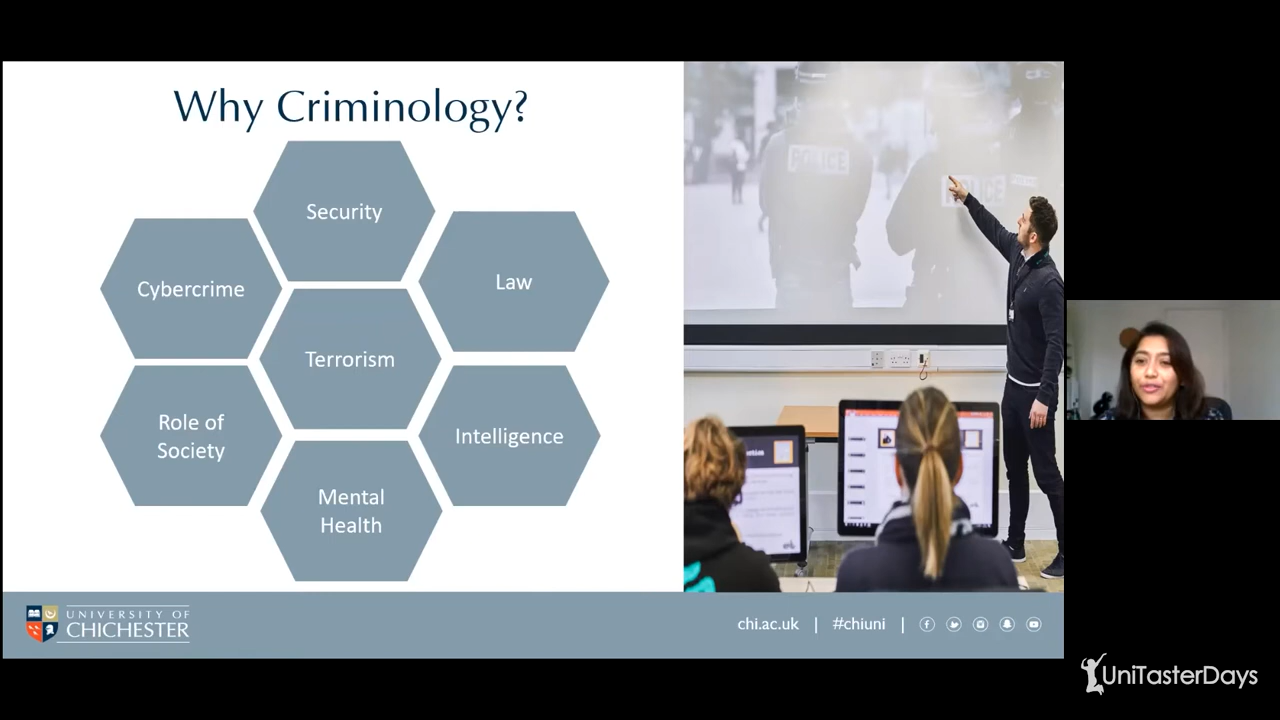 Why Criminology?
Security
Cybercrime
Law
Terrorism
Role of
Society
Intelligence
Mental
Health
POLICE
POLICE
UNIVERSITY OF
CHICHESTER
chi.ac.uk | #chiuni |
UniTasterDays